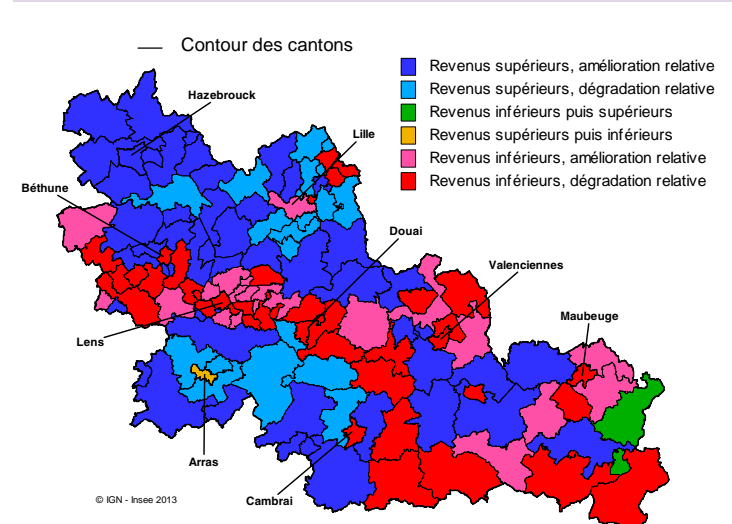 Contour des cantons
Revenus supérieurs, amélioration relative
Revenus supérieurs, dégradation relative
Revenus inférieurs puis supérieurs
Revenus supérieurs puis inférieurs
Revenus inférieurs, amélioration relative
Revenus inférieurs, dégradation relative
Hazebrouck
Lille
Béthune
Douai
Valenciennes
Maubeuge
Lens
Arras
Cambrai
© IGN - Insee 2013